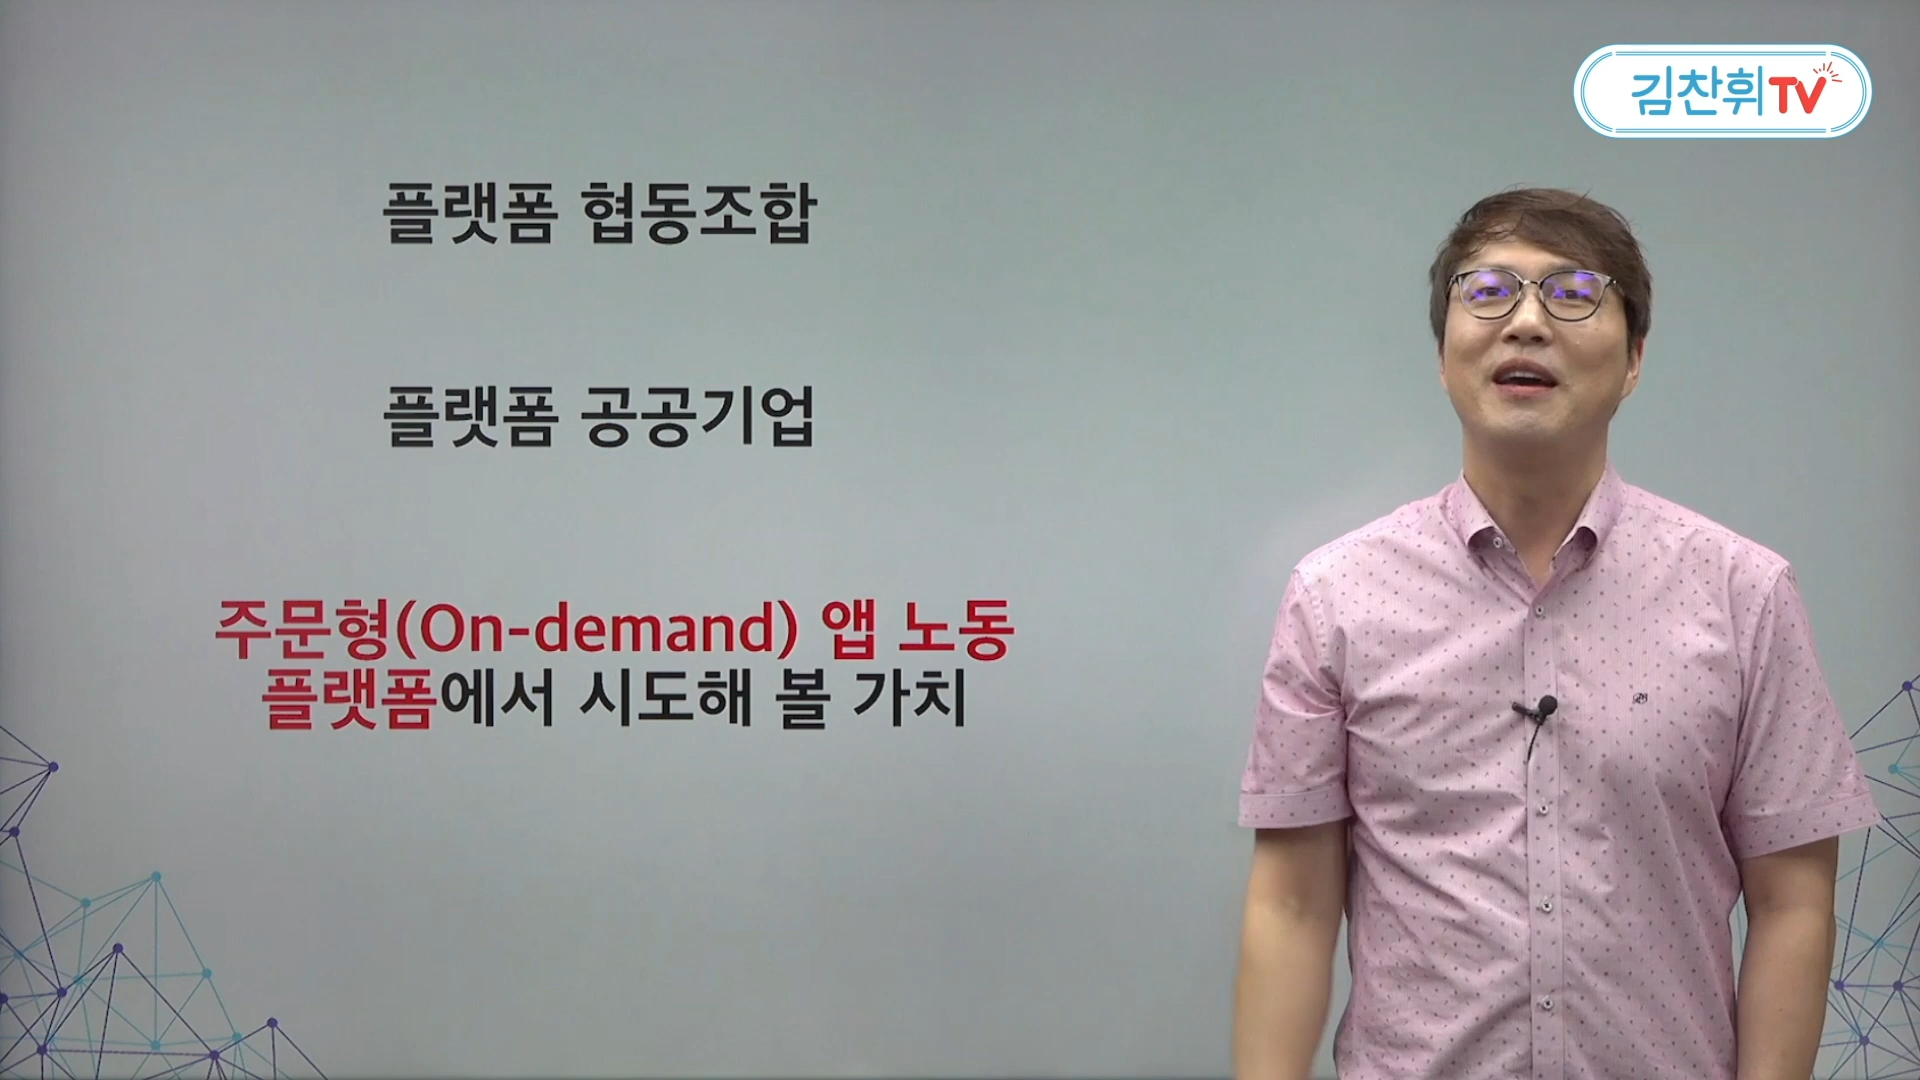 김찬휘TV
플랫폼 협동조합
플랫폼 공공기업
주문형(On-demand) 앱 노동
플랫폼에서 시도해 볼 가치